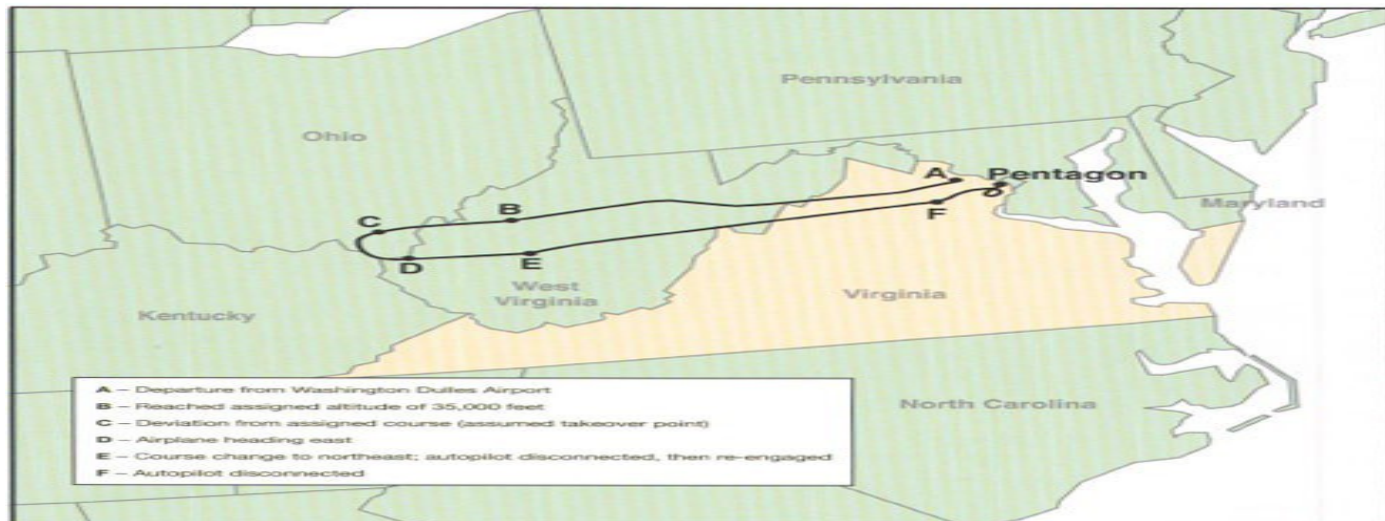 Pennsylvania
Ohio
A
Pentagon
Maryland
B
C
F
D
E
West
Virginia
Virginia
Kentucky
North Carolina
A – Departure from Washington Dulles Airport
B – Reached assigned altitude of 35,000 feet
C – Deviation from assigned course (assumed takeover point)
D – Airplane heading east
E – Course change to northeast; autopilot disconnected, then re-engaged
F – Autopilot disconnected